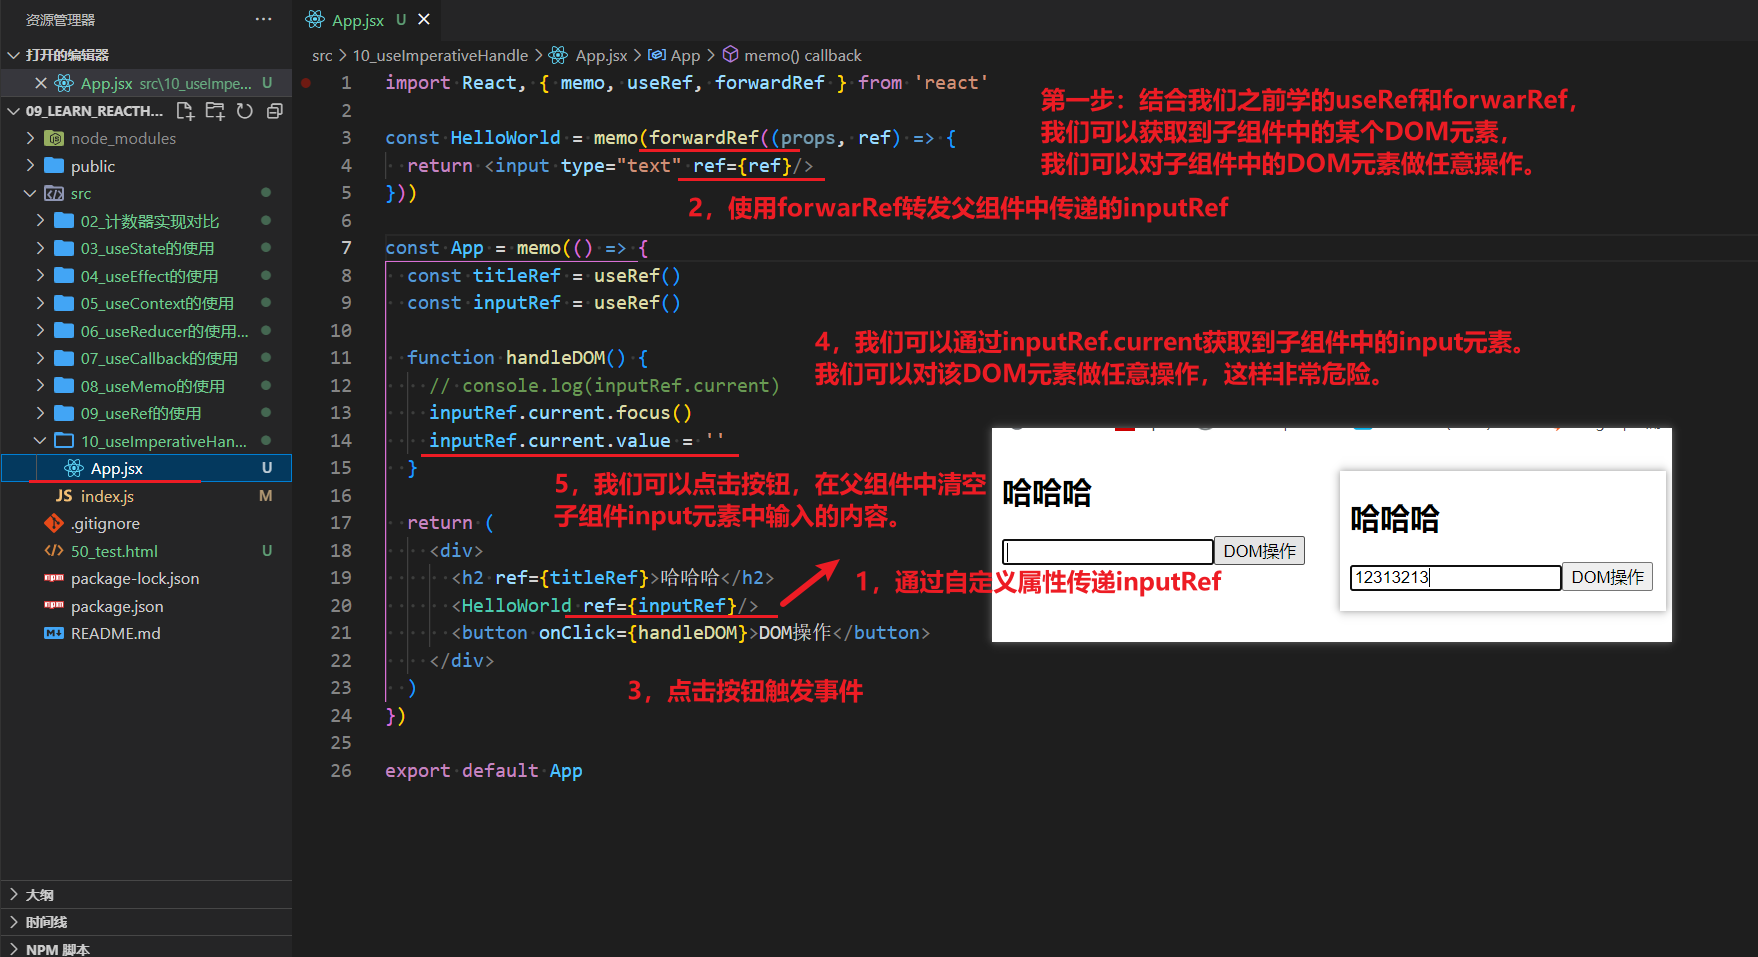 资源管理器
打开的编辑器
App.jsx src\10_useImpe... U
09_LEARN_REACTH...
node_modules
public
src
02_计数器实现对比
03_useState的使用
04_useEffect的使用
05_useContext的使用
06_useReducer的使用...
07_useCallback的使用
08_useMemo的使用
09_useRef的使用
10_useImperativeHan...
App.jsx U
index.js M
.gitignore
50_test.html U
package-lock.json
package.json
README.md
大纲
时间线
NPM 脚本
App.jsx U
src > 10_useImperativeHandle > App.jsx > App > memo() callback
1 import React, { memo, useRef, forwardRef } from 'react'
2
3 const HelloWorld = memo(forwardRef((props, ref) => {
4 return <input type="text" ref={ref}/>
5 }))
6
7 const App = memo(() => {
8 const titleRef = useRef()
9 const inputRef = useRef()
10
11 function handleDOM() {
12 // console.log(inputRef.current)
13 inputRef.current.focus()
14 inputRef.current.value = ''
15 }
16
17 return (
18 <div>
19 <h2 ref={titleRef}>哈哈哈</h2>
20 <HelloWorld ref={inputRef}/>
21 <button onClick={handleDOM}>DOM操作</button>
22 </div>
23 )
24 })
25
26 export default App
第一步：结合我们之前学的useRef和forwarRef，
我们可以获取到子组件中的某个DOM元素，
我们可以对子组件中的DOM元素做任意操作。
2，使用forwarRef转发父组件中传递的inputRef
4，我们可以通过inputRef.current获取到子组件中的input元素。
我们可以对该DOM元素做任意操作，这样非常危险。
5，我们可以点击按钮，在父组件中清空
子组件input元素中输入的内容。
1，通过自定义属性传递inputRef
3，点击按钮触发事件
哈哈哈
DOM操作
哈哈哈
12313213
DOM操作